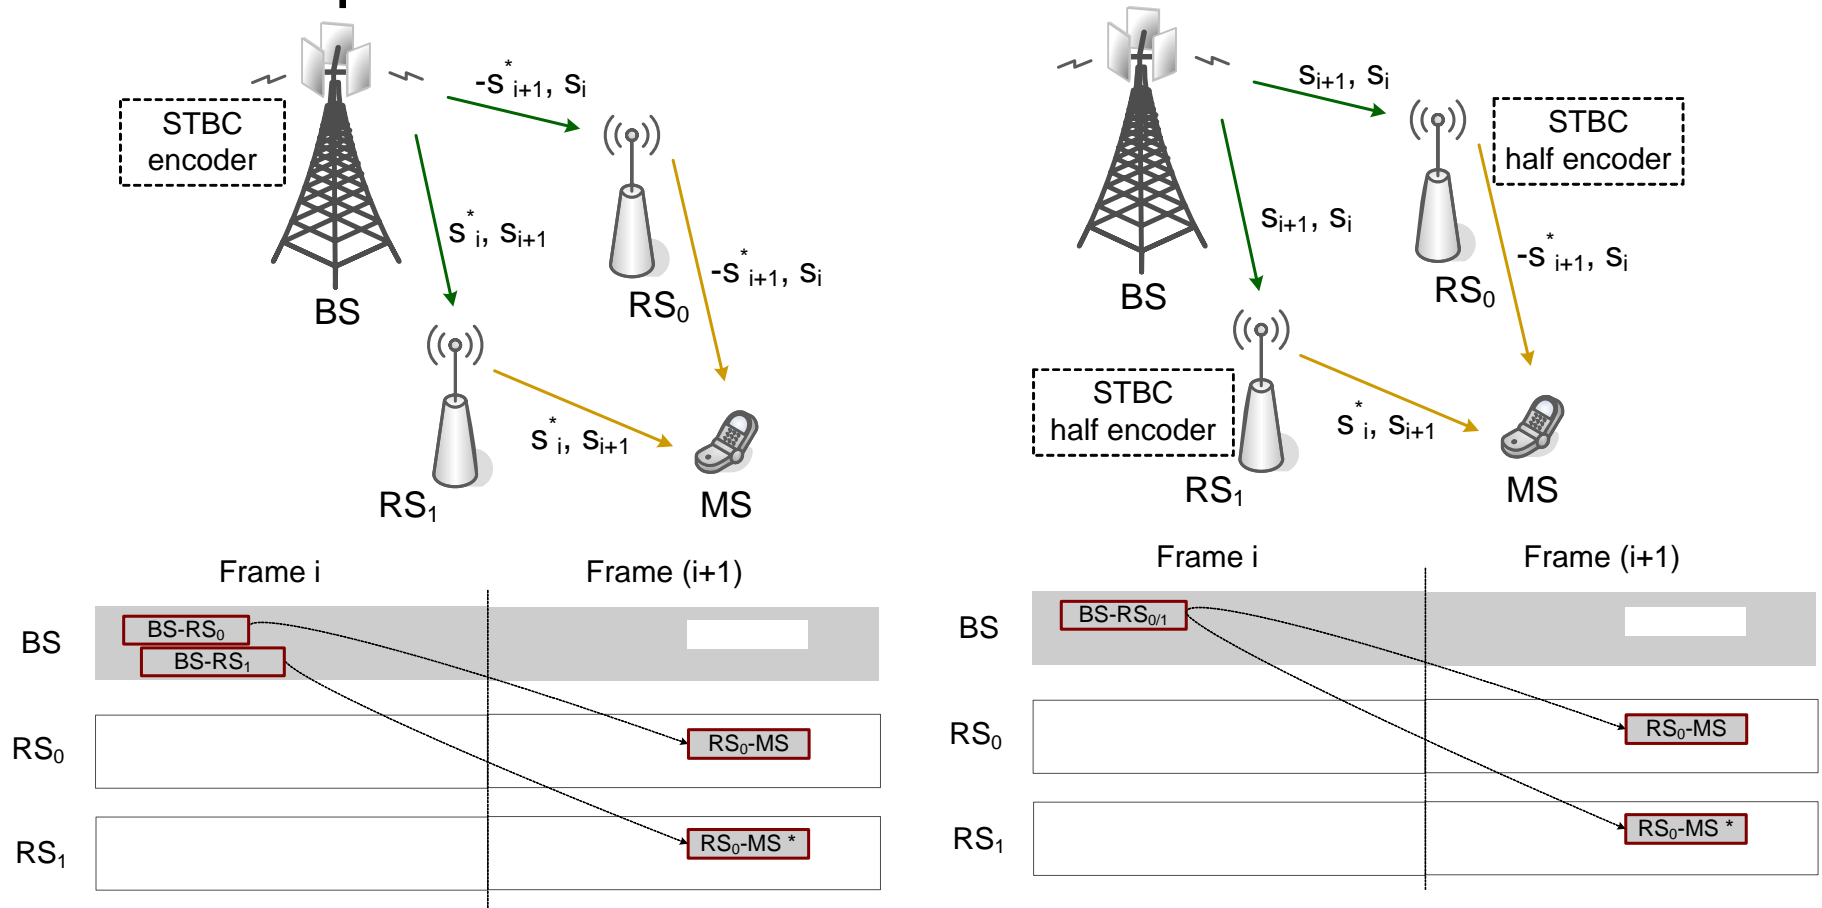 -s*i+1, si
STBC
encoder
s*i, si+1
-s*i+1, si
BS
RS0
s*i, si+1
RS1
MS
si+1, si
STBC
half encoder
si+1, si
-s*i+1, si
BS
RS0
STBC
half encoder
s*i, si+1
RS1
MS
Frame i
Frame (i+1)
BS
BS-RS0
BS-RS1
RS0
RS0-MS
RS1
RS0-MS *
Frame i
Frame (i+1)
BS
BS-RS0/1
RS0
RS0-MS
RS1
RS0-MS *